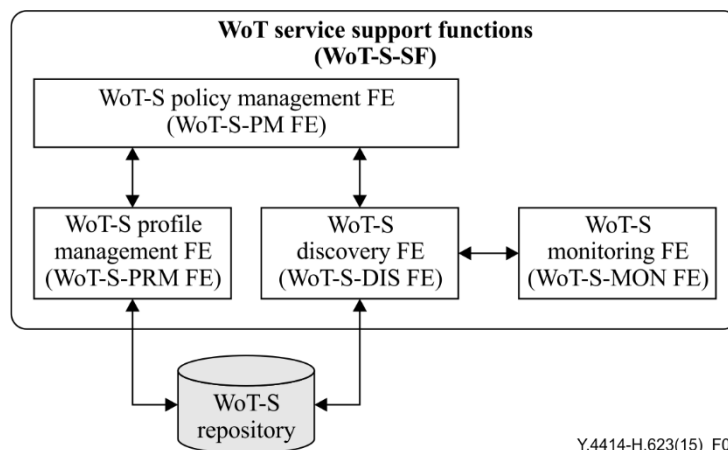 WoT service support functions
(WoT-S-SF)
WoT-S policy management FE
(WoT-S-PM FE)
WoT-S profile
management FE
(WoT-S-PRM FE)
WoT-S
discovery FE
(WoT-S-DIS FE)
WoT-S
monitoring FE
(WoT-S-MON FE)
WoT-S
repository
Y.4414-H.623(15)_F0